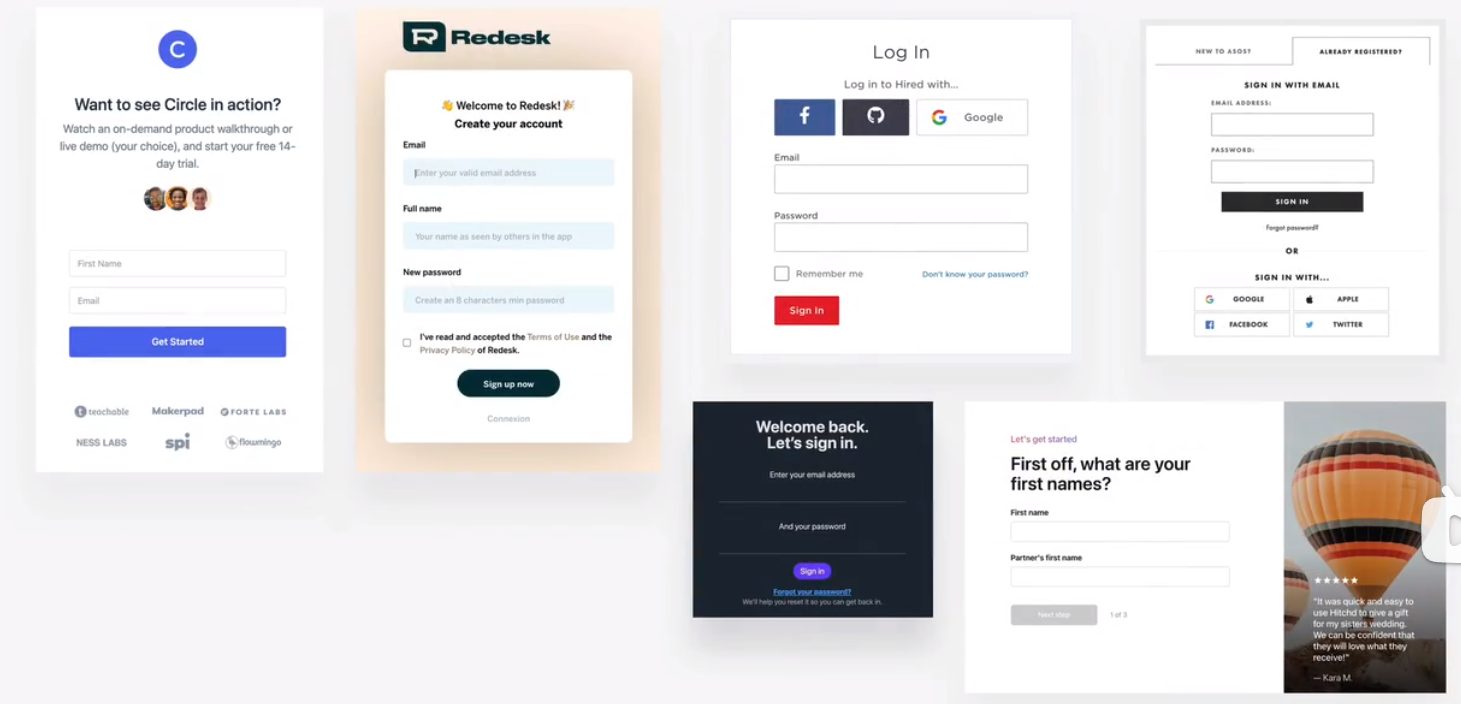 C
Want to see Circle in action?
Watch an on-demand product walkthrough or
live demo (your choice), and start your free 14-
day trial.
First Name
Email
Get Started
teachable
Makerpad
FORTE LABS
NESS LABS
spi
flowmingo
R Redesk
👋 Welcome to Redesk! 🎉
Create your account
Email
Enter your valid email address
Full name
Your name as seen by others in the app
New password
Create an 8 characters min password
I've read and accepted the Terms of Use and the
Privacy Policy of Redesk.
Sign up now
Connexion
Log In
Log in to Hired with...
f
G Google
Email
Password
Remember me
Don't know your password?
Sign In
NEW TO ASOS?
ALREADY REGISTERED?
SIGN IN WITH EMAIL
EMAIL ADDRESS:
PASSWORD:
SIGN IN
Forgot password?
OR
SIGN IN WITH...
G GOOGLE
APPLE
f FACEBOOK
TWITTER
Welcome back.
Let's sign in.
Enter your email address
And your password
Sign in
Forgot your password?
We'll help you reset it so you can get back in.
Let's get started
First off, what are your
first names?
First name
Partner's first name
Next step
1 of 3
★★★★★
"It was quick and easy to
use Hitchd to give a gift
for my sisters wedding.
We can be confident that
they will love what they
receive!"
— Kara M.